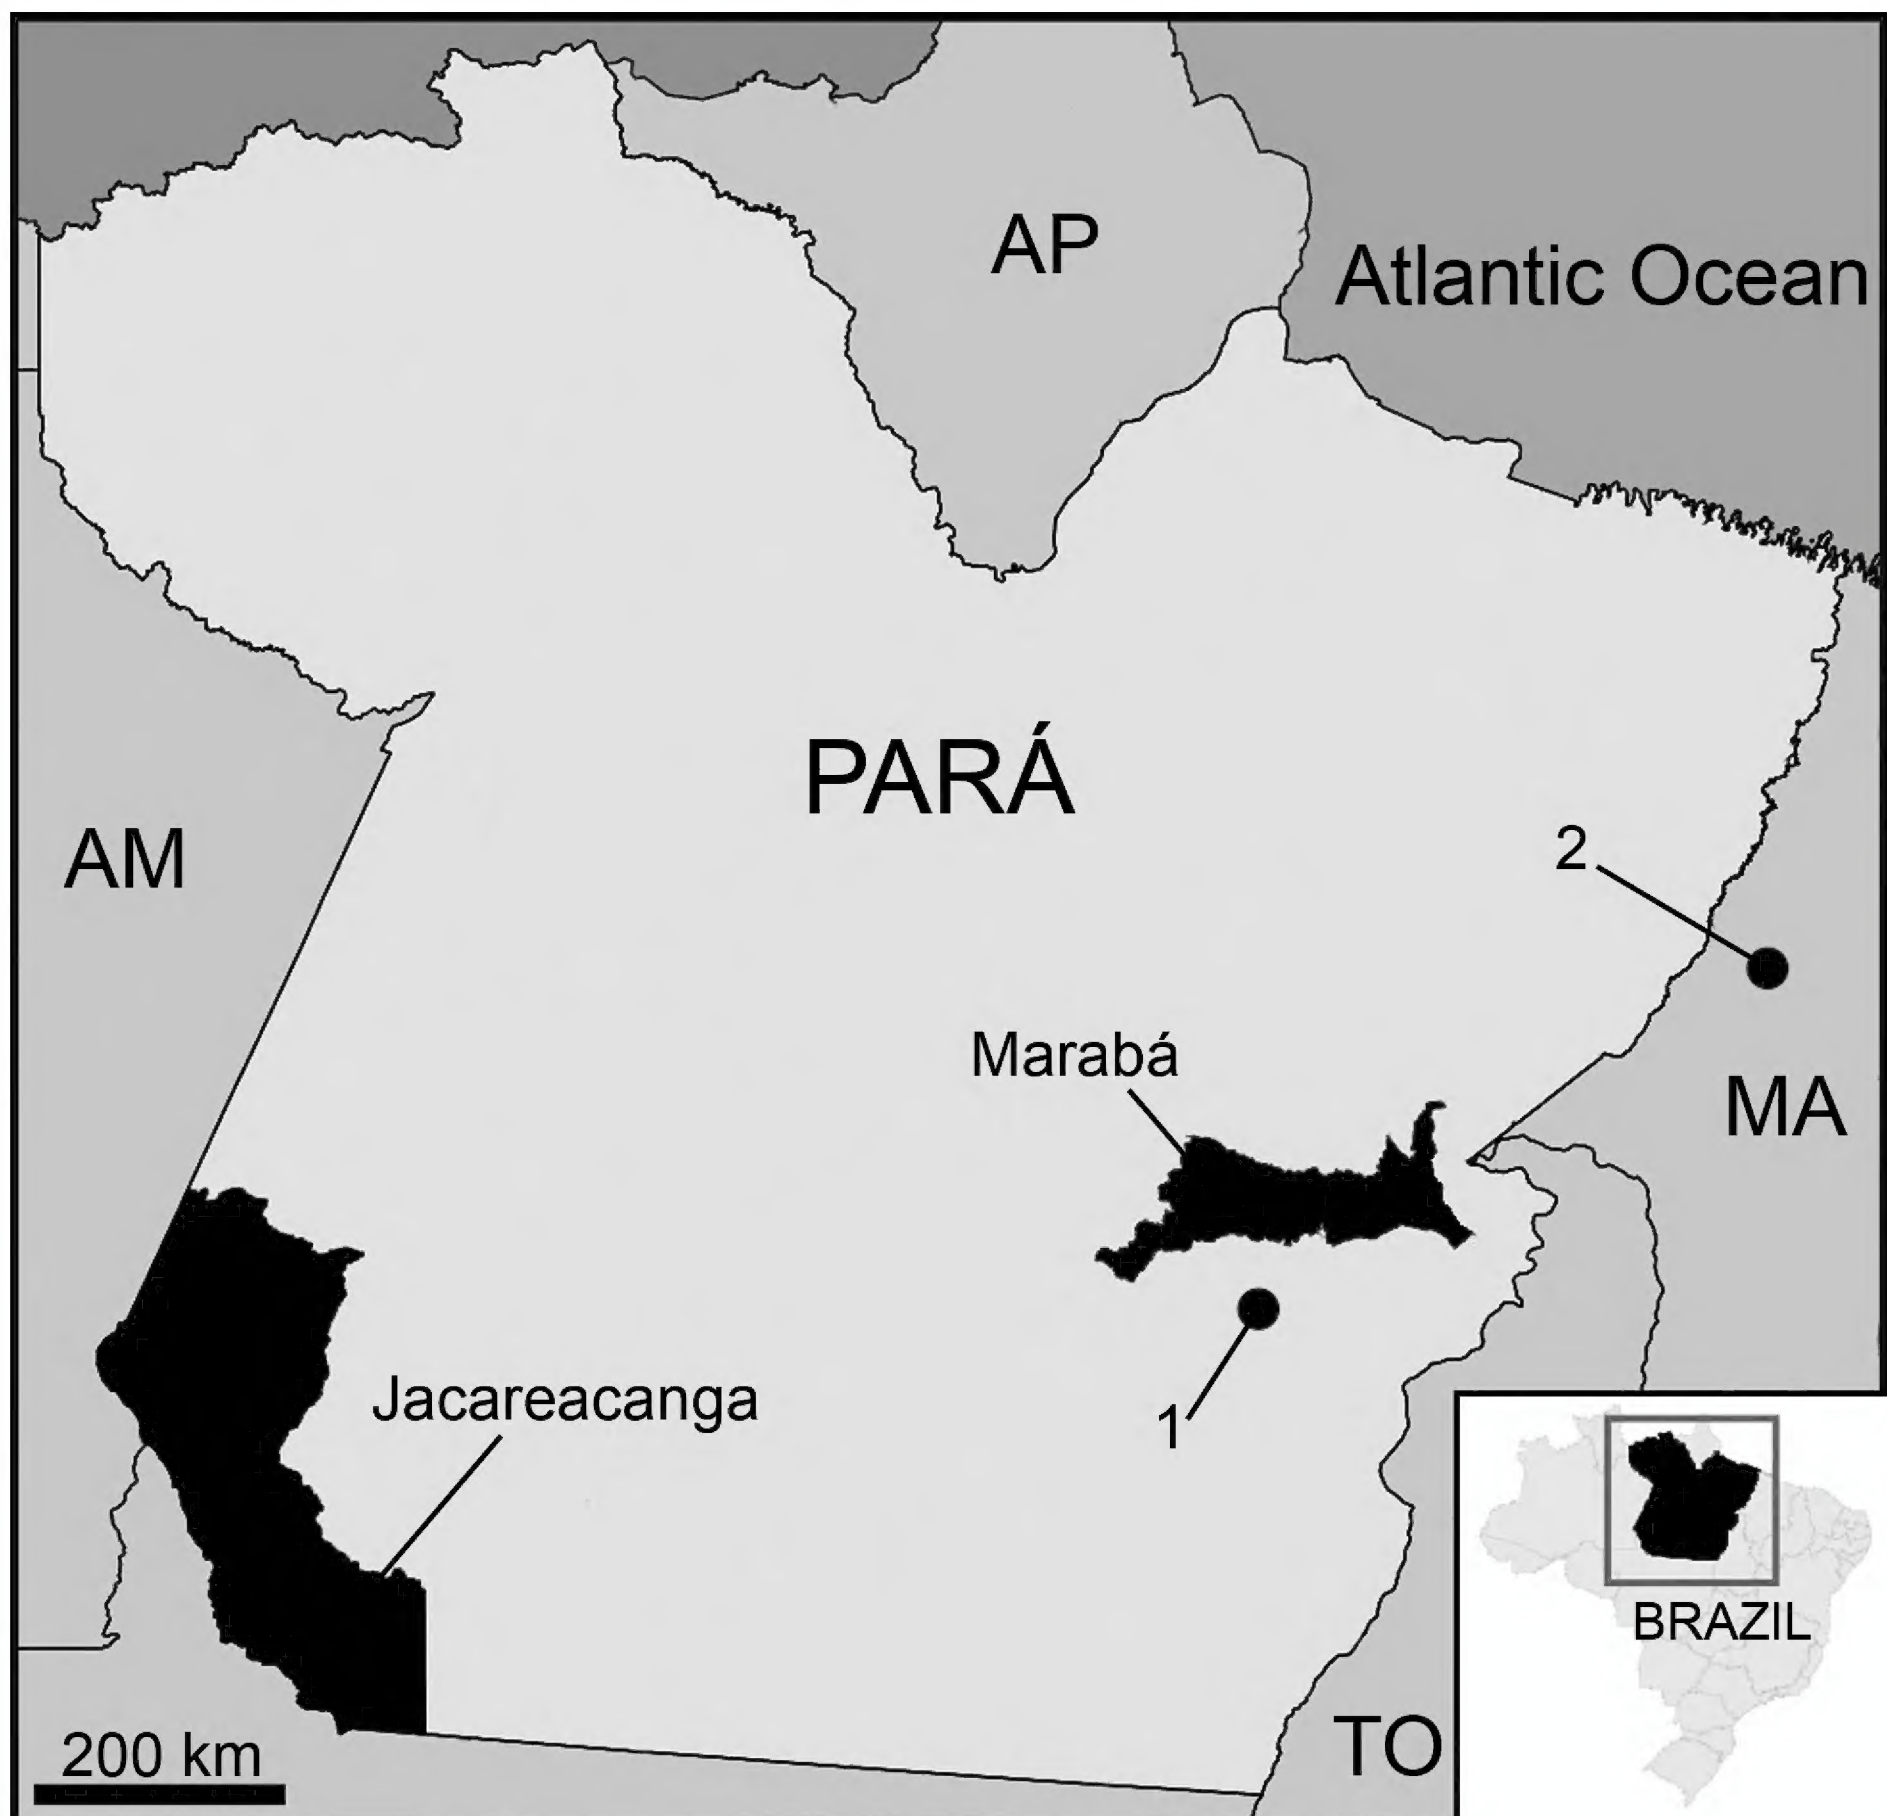 AP
Atlantic Ocean
PARÁ
AM
2
Marabá
MA
Jacareacanga
1
BRAZIL
TO
200 km